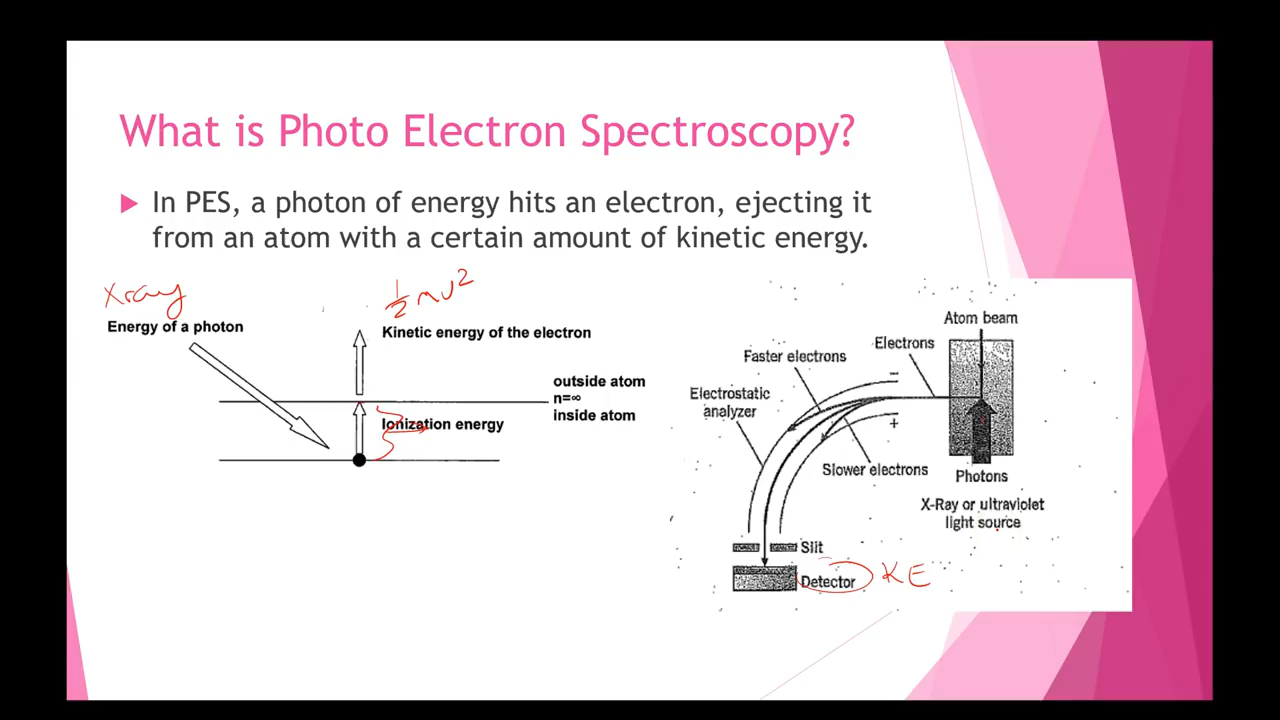 What is Photo Electron Spectroscopy?
In PES, a photon of energy hits an electron, ejecting it
from an atom with a certain amount of kinetic energy.
Xray
Energy of a photon
½mv²
Kinetic energy of the electron
outside atom
n=∞
inside atom
Ionization energy
Atom beam
Electrons
Faster electrons
Electrostatic
analyzer
−
+
Slower electrons
Photons
X-Ray or ultraviolet
light source
Slit
Detector KE